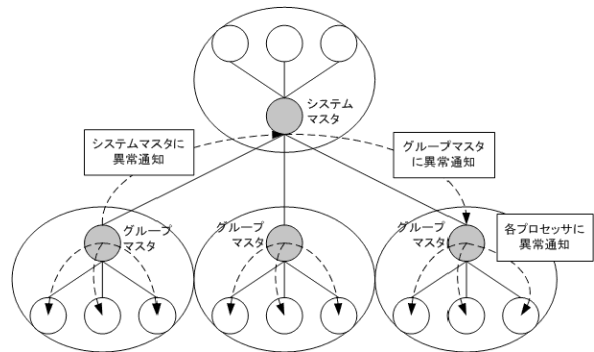 システム
マスタ
システムマスタに
異常通知
グループマスタ
に異常通知
グループ
マスタ
グループ
マスタ
グループ
マスタ
各プロセッサに
異常通知